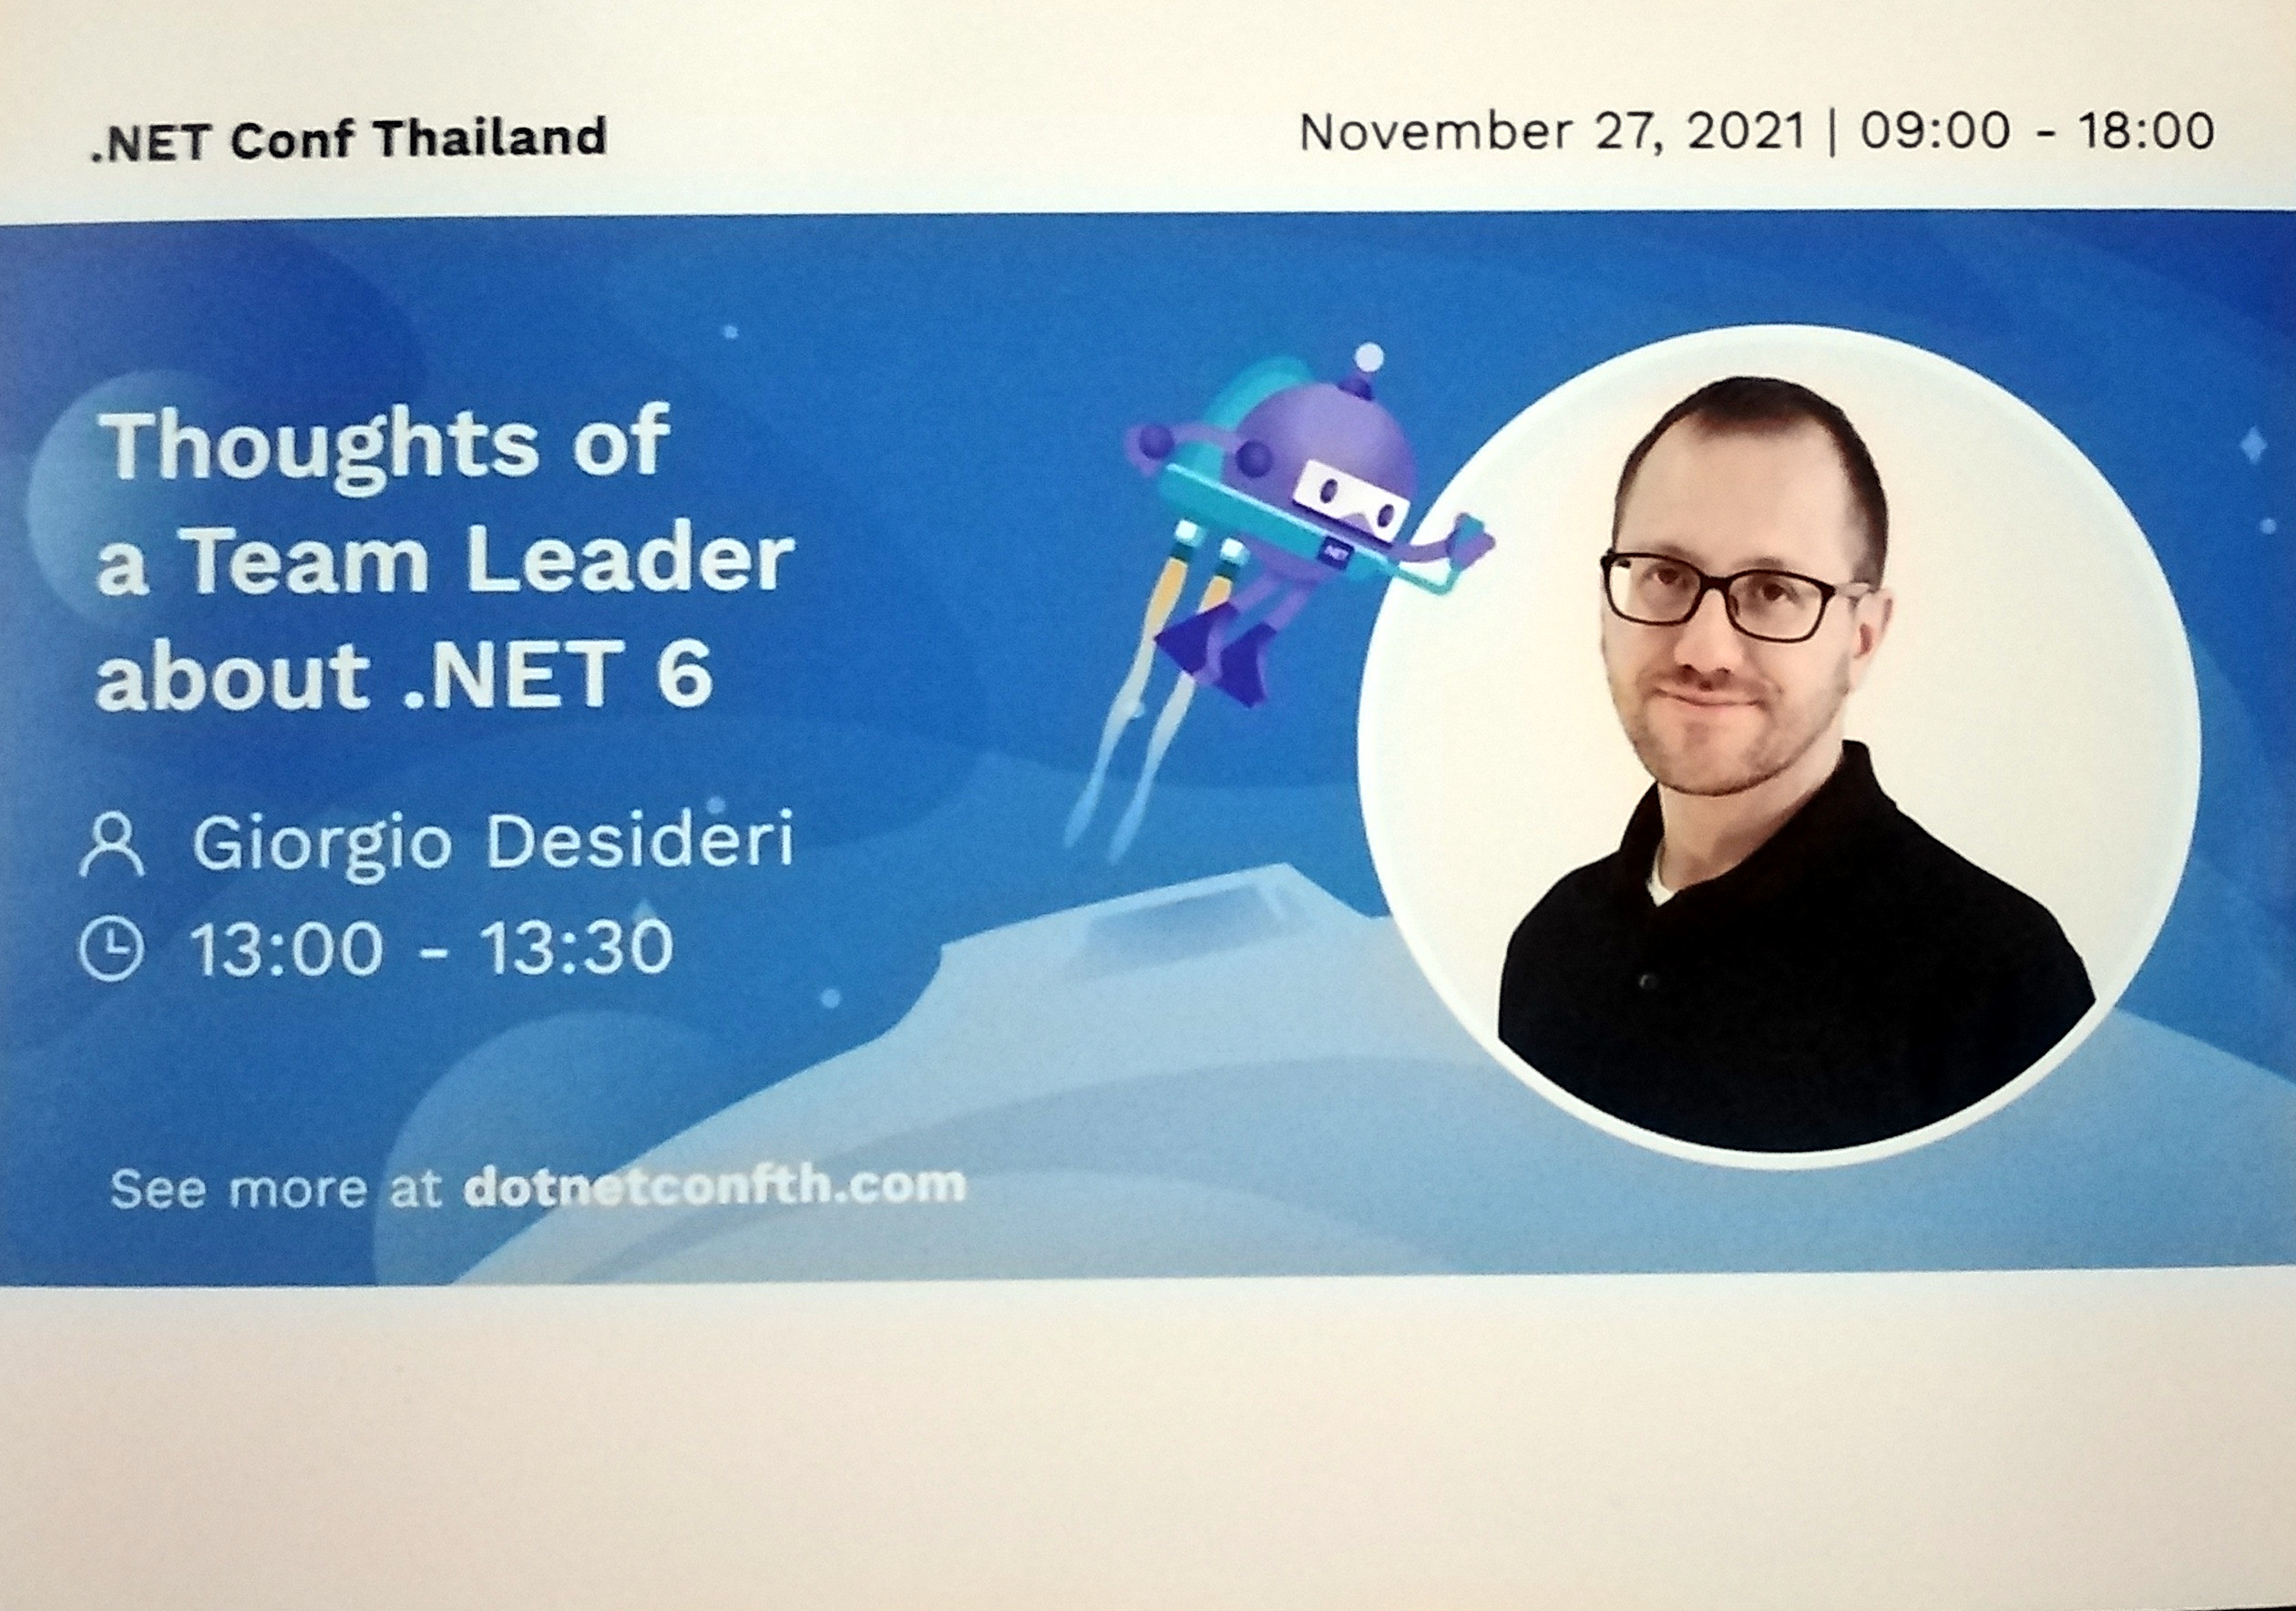 .NET Conf Thailand
November 27, 2021 | 09:00 - 18:00
Thoughts of
a Team Leader
about .NET 6
Giorgio Desideri
13:00 - 13:30
See more at dotnetconfth.com
.NET